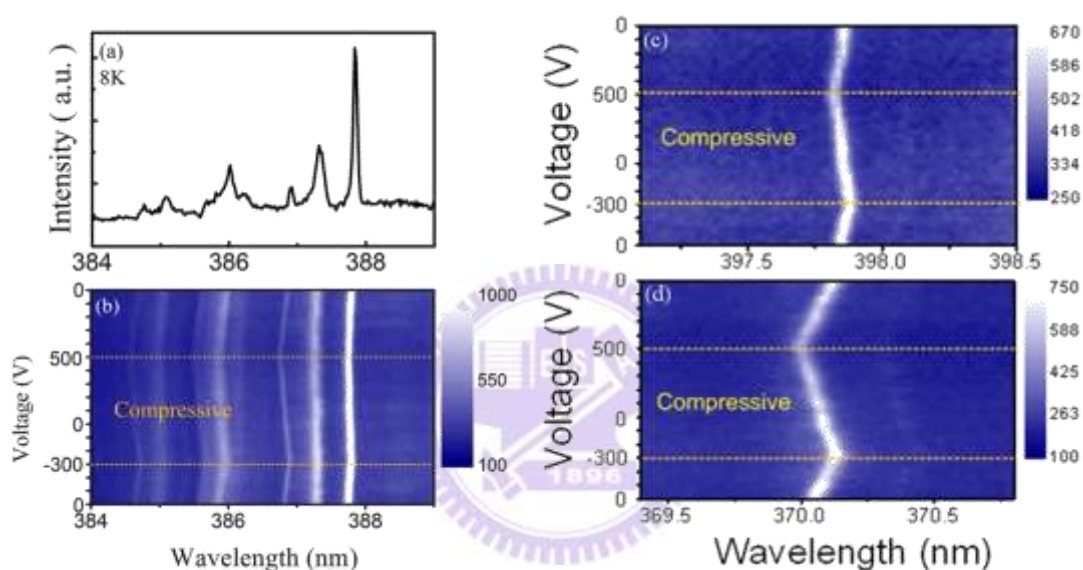 (a)
8K
Intensity ( a.u. )
384 386 388
(b)
0
500
Compressive
0
-300
0
Voltage (V)
384 386 388
Wavelength (nm)
1000
550
100
(c)
0
500
Compressive
0
-300
0
Voltage (V)
397.5 398.0 398.5
670
586
502
418
334
250
(d)
0
500
Compressive
0
-300
0
Voltage (V)
369.5 370.0 370.5
Wavelength (nm)
750
588
425
263
100
1896